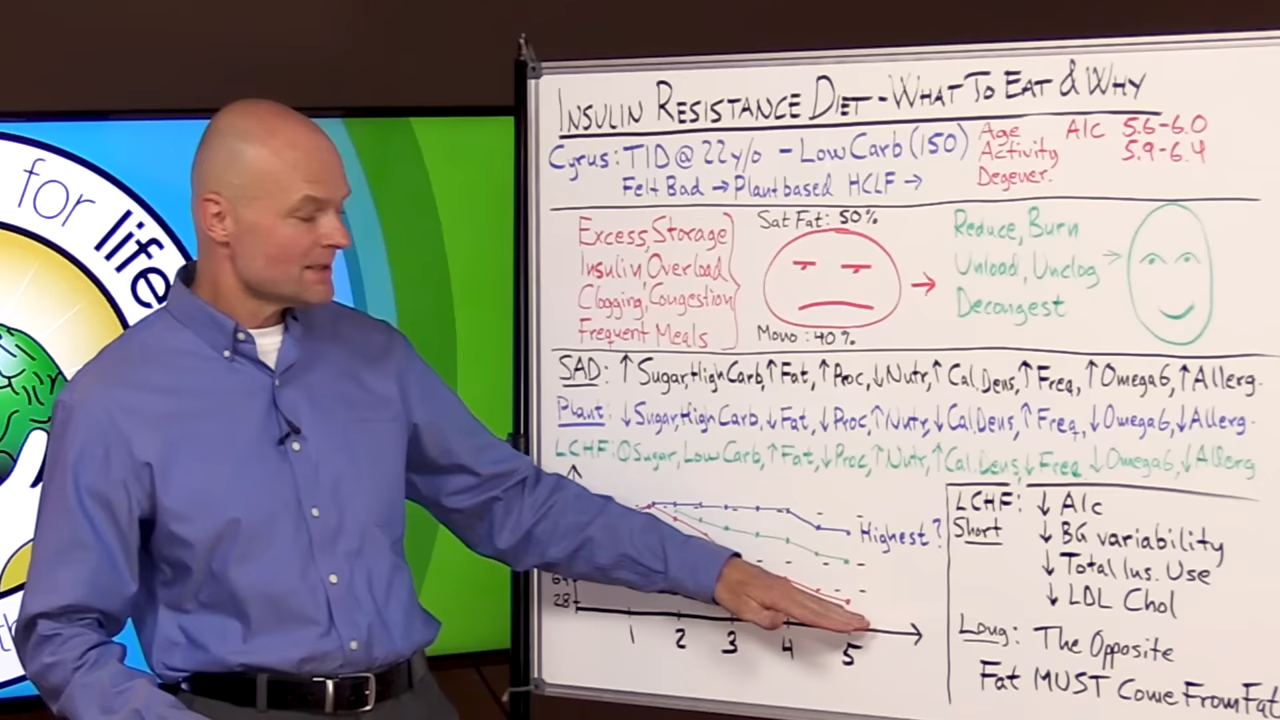 for life
INSULIN RESISTANCE DIET - WHAT TO EAT & WHY
Cyrus: T1D @ 22 y/o - Low Carb (150)
Felt Bad → Plantbased HCLF →
Age
Activity
Degever.
A1C 5.6-6.0
5.9-6.4
Excess, Storage
Insulin, Overload
Clogging, Congestion
Frequent Meals
Sat Fat: 50%
Mono: 40%
→
Reduce, Burn
Unload, Unclog →
Decongest
SAD: ↑ Sugar, High Carb, ↑ Fat, ↑ Proc, ↓ Nutr, ↑ Cal. Dens, ↑ Freq, ↑ Omega 6, ↑ Allerg.
Plant: ↓ Sugar, High Carb, ↓ Fat, ↓ Proc, ↑ Nutr, ↓ Cal. Dens, ↑ Freq, ↓ Omega 6, ↓ Allerg.
LCHF: 0 Sugar, Low Carb, ↑ Fat, ↓ Proc, ↑ Nutr, ↑ Cal. Dens, ↓ Freq ↓ Omega 6, ↓ Allerg
Highest?
28
1 2 3 4 5
LCHF: ↓ A1c
Short ↓ BG variability
↓ Total Ins. Use
↓ LDL Chol
Long: The Opposite
Fat MUST Come From Fat